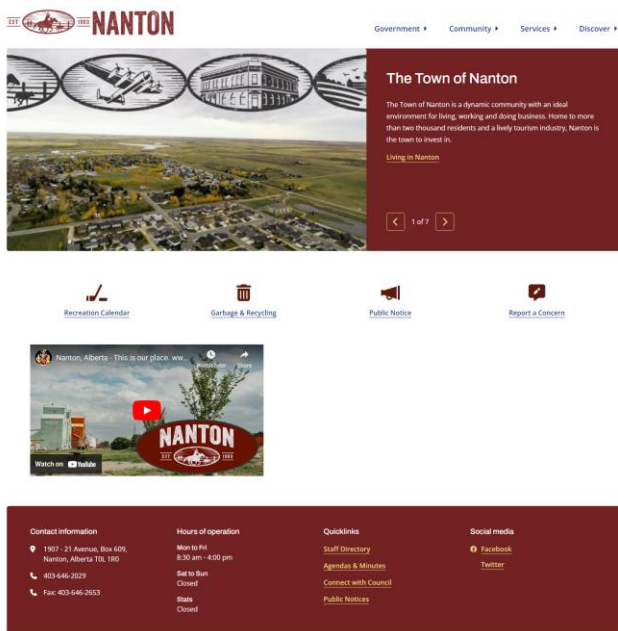 EST. 1903 NANTON
Government
Community
Services
Discover
The Town of Nanton
The Town of Nanton is a dynamic community with an ideal
environment for living, working and doing business. Home to more
than two thousand residents and a lively tourism industry, Nanton is
the town to invest in.
Living in Nanton
1 of 7
Recreation Calendar
Garbage & Recycling
Public Notice
Report a Concern
Nanton, Alberta - This is our place. ww...
Watch later
Share
NANTON
EST. 1903
Watch on YouTube
Contact information
1907 - 21 Avenue, Box 609,
Nanton, Alberta T0L 1R0
403-646-2029
Fax: 403-646-2653
Hours of operation
Mon to Fri
8:30 am - 4:00 pm
Sat to Sun
Closed
Stats
Closed
Quicklinks
Staff Directory
Agendas & Minutes
Connect with Council
Public Notices
Social media
Facebook
Twitter